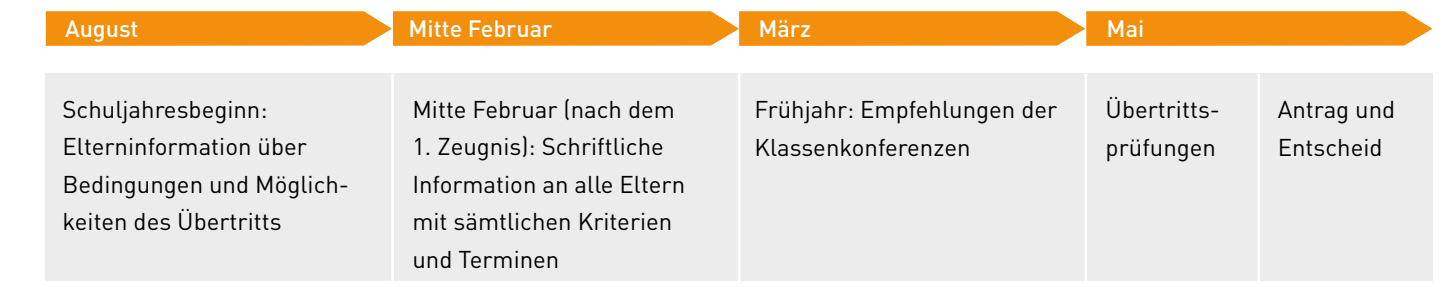 August
Mitte Februar
März
Mai
Schuljahresbeginn:
Elterninformation über
Bedingungen und Möglich-
keiten des Übertritts
Mitte Februar (nach dem
1. Zeugnis): Schriftliche
Information an alle Eltern
mit sämtlichen Kriterien
und Terminen
Frühjahr: Empfehlungen der
Klassenkonferenzen
Übertritts-
prüfungen
Antrag und
Entscheid